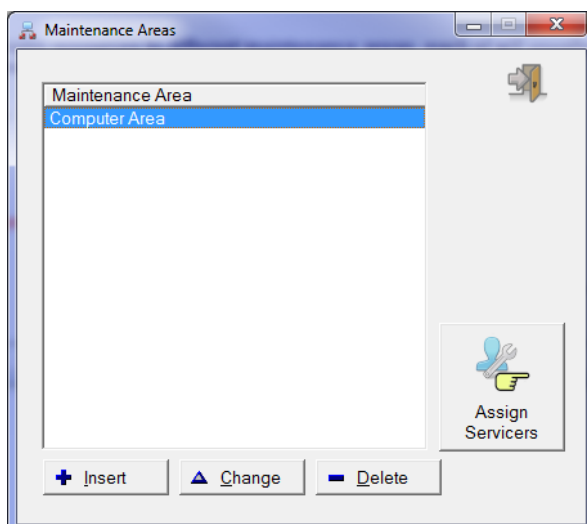 Maintenance Areas
Maintenance Area
Computer Area
Assign
Servicers
Insert
Change
Delete